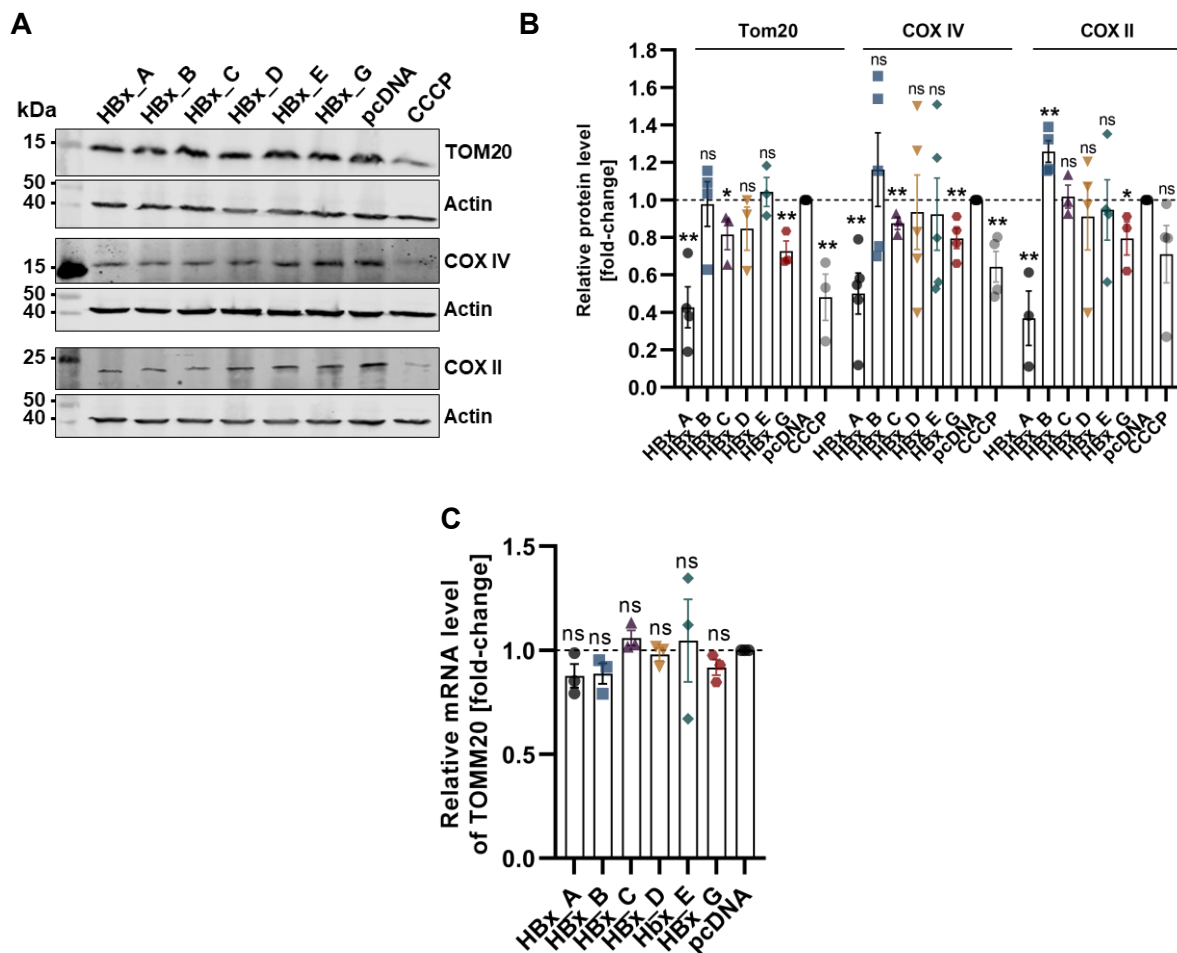 A
HBx_A HBx_B HBx_C HBx_D HBx_E HBx_G pcDNA CCCP
kDa
15
TOM20
50
40
Actin
15
COX IV
50
40
Actin
25
COX II
50
40
Actin
B
Tom20 COX IV COX II
Relative protein level
[fold-change]
1.8
1.6
1.4
1.2
1.0
0.8
0.6
0.4
0.2
0.0
** ns * ns ns ** **
** ns ** ns ns ** **
** ** ns ns ns * ns
HBx_A HBx_B HBx_C HBx_D HBx_E HBx_G pcDNA CCCP
HBx_A HBx_B HBx_C HBx_D HBx_E HBx_G pcDNA CCCP
HBx_A HBx_B HBx_C HBx_D HBx_E HBx_G pcDNA CCCP
C
Relative mRNA level
of TOMM20 [fold-change]
1.5
1.0
0.5
0.0
ns ns ns ns ns ns
HBx_A HBx_B HBx_C HBx_D Hbx_E HBx_G pcDNA